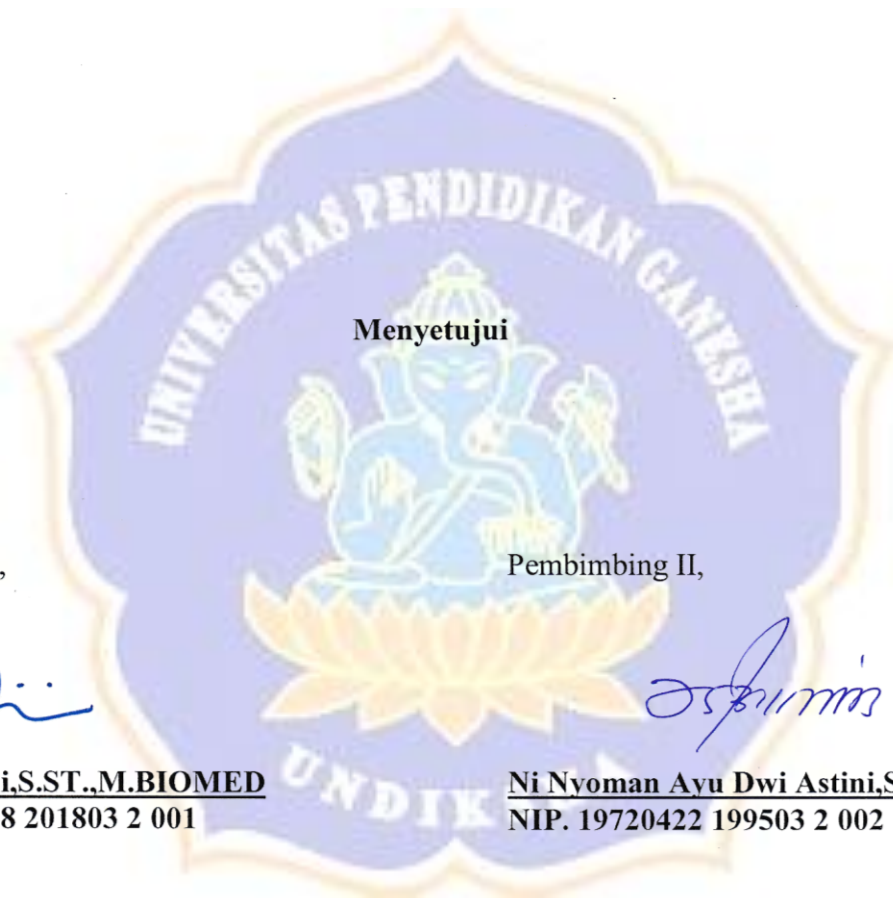 UNIVERSITAS PENDIDIKAN GANESHA
Menyetujui
,
Pembimbing II,
i,S.ST.,M.BIOMED
8 201803 2 001
Ni Nyoman Ayu Dwi Astini,S
NIP. 19720422 199503 2 002